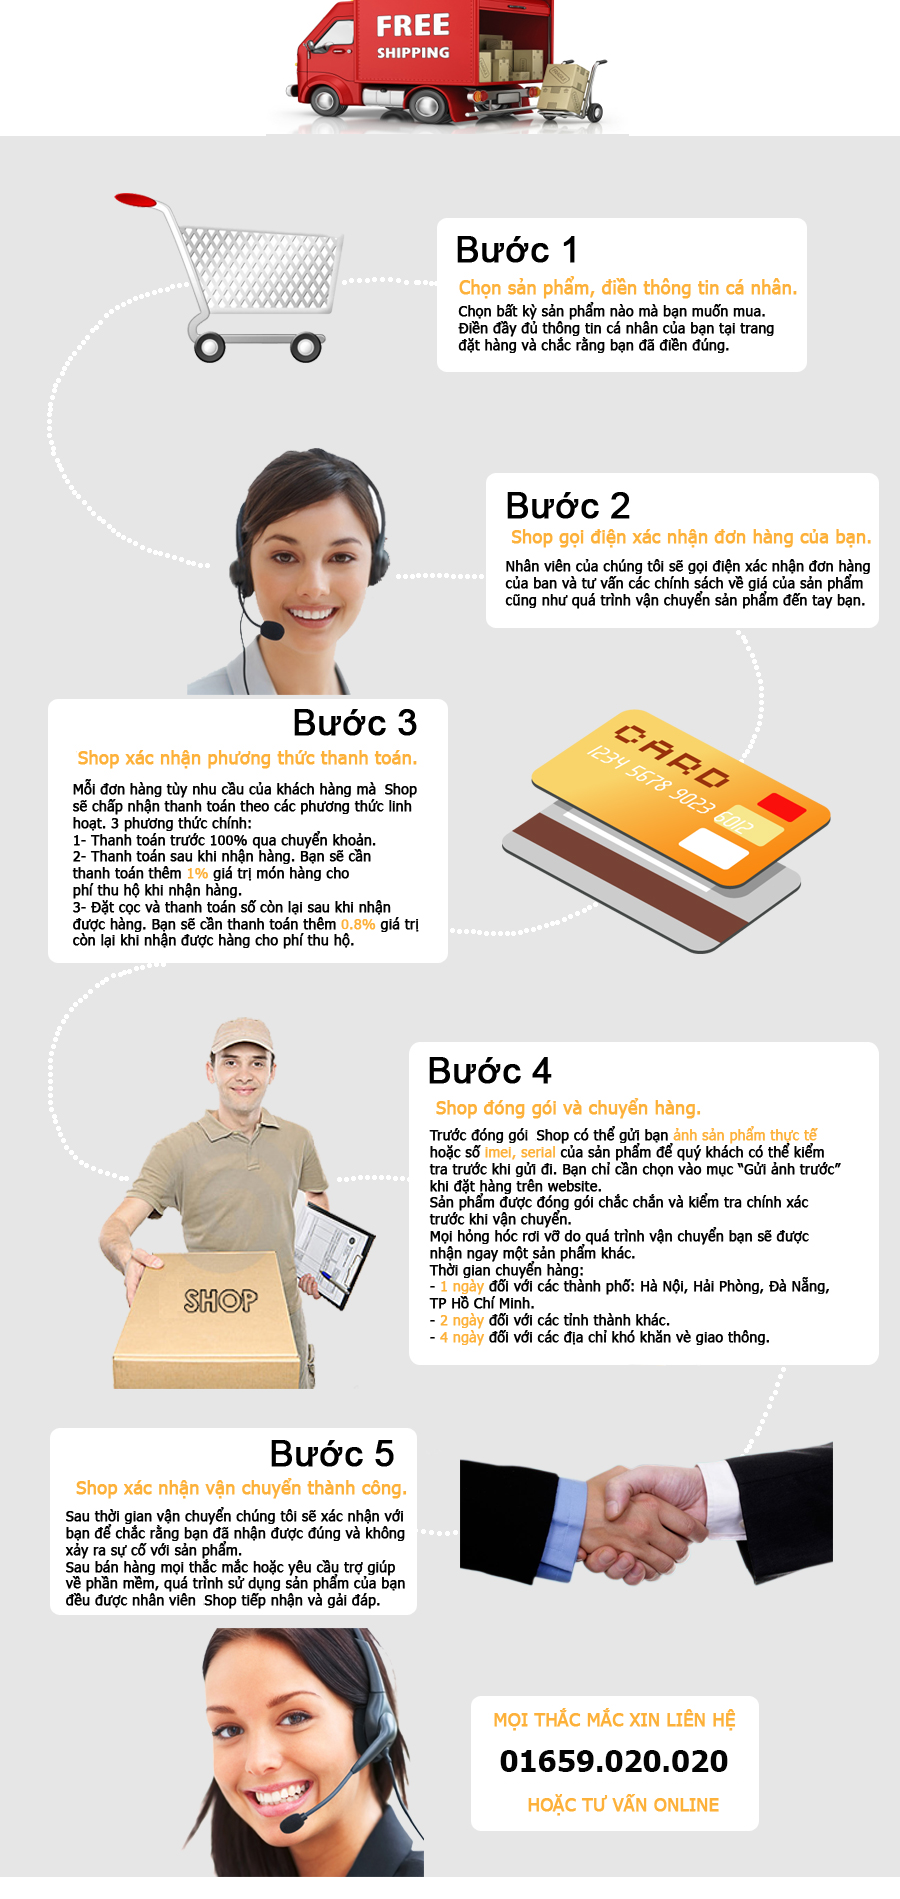 FREE
SHIPPING
Bước 1
Chọn sản phẩm, điền thông tin cá nhân.
Chọn bất kỳ sản phẩm nào mà bạn muốn mua.
Điền đầy đủ thông tin cá nhân của bạn tại trang
đặt hàng và chắc rằng bạn đã điền đúng.
Bước 2
Shop gọi điện xác nhận đơn hàng của bạn.
Nhân viên của chúng tôi sẽ gọi điện xác nhận đơn hàng
của ban và tư vấn các chính sách về giá của sản phẩm
cũng như quá trình vận chuyển sản phẩm đến tay bạn.
Bước 3
Shop xác nhận phương thức thanh toán.
Mỗi đơn hàng tùy nhu cầu của khách hàng mà Shop
sẽ chấp nhận thanh toán theo các phương thức linh
hoạt. 3 phương thức chính:
1- Thanh toán trước 100% qua chuyển khoản.
2- Thanh toán sau khi nhận hàng. Bạn sẽ cần
thanh toán thêm 1% giá trị món hàng cho
phí thu hộ khi nhận hàng.
3- Đặt cọc và thanh toán số còn lại sau khi nhận
được hàng. Bạn sẽ cần thanh toán thêm 0.8% giá trị
còn lại khi nhận được hàng cho phí thu hộ.
CARD
1234 5678 9023 6012
Bước 4
Shop đóng gói và chuyển hàng.
Trước đóng gói Shop có thể gửi bạn ảnh sản phẩm thực tế
hoặc số imei, serial của sản phẩm để quý khách có thể kiểm
tra trước khi gửi đi. Bạn chỉ cần chọn vào mục “Gửi ảnh trước”
khi đặt hàng trên website.
Sản phẩm được đóng gói chắc chắn và kiểm tra chính xác
trước khi vận chuyển.
Mọi hỏng hóc rơi vỡ do quá trình vận chuyển bạn sẽ được
nhận ngay một sản phẩm khác.
Thời gian chuyển hàng:
- 1 ngày đối với các thành phố: Hà Nội, Hải Phòng, Đà Nẵng,
TP Hồ Chí Minh.
- 2 ngày đối với các tỉnh thành khác.
- 4 ngày đối với các địa chỉ khó khăn vè giao thông.
SHOP
Bước 5
Shop xác nhận vận chuyển thành công.
Sau thời gian vận chuyển chúng tôi sẽ xác nhận với
bạn để chắc rằng bạn đã nhận được đúng và không
xảy ra sự cố với sản phẩm.
Sau bán hàng mọi thắc mắc hoặc yêu cầu trợ giúp
về phần mềm, quá trình sử dụng sản phẩm của bạn
đều được nhân viên Shop tiếp nhận và gải đáp.
MỌI THẮC MẮC XIN LIÊN HỆ
01659.020.020
HOẶC TƯ VẤN ONLINE